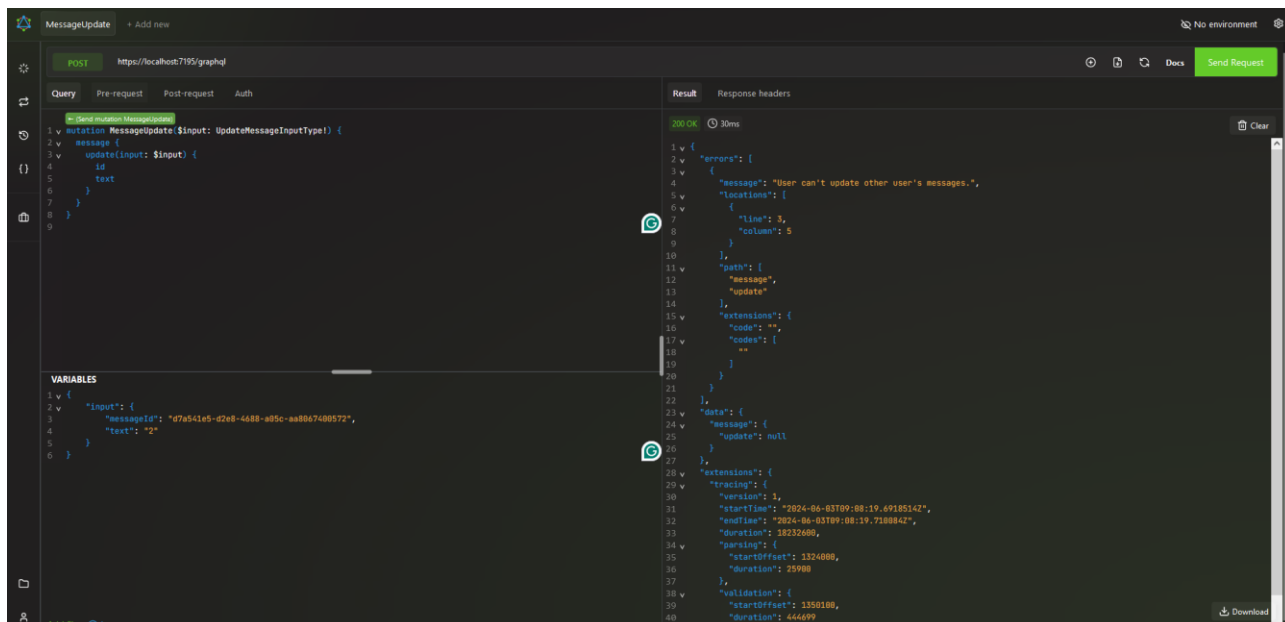 MessageUpdate + Add new No environment
POST https://localhost:7195/graphql Docs Send Request
Query Pre-request Post-request Auth
← (Send mutation MessageUpdate)
1 mutation MessageUpdate($input: UpdateMessageInputType!) {
2 message {
3 update(input: $input) {
4 id
5 text
6 }
7 }
8 }
9
VARIABLES
1 {
2 "input": {
3 "messageId": "d7a541e5-d2e8-4688-a05c-aa8067400572",
4 "text": "2"
5 }
6 }
Result Response headers
200 OK 30ms Clear
1 {
2 "errors": [
3 {
4 "message": "User can't update other user's messages.",
5 "locations": [
6 {
7 "line": 3,
8 "column": 5
9 }
10 ],
11 "path": [
12 "message",
13 "update"
14 ],
15 "extensions": {
16 "code": "",
17 "codes": [
18 ""
19 ]
20 }
21 }
22 ],
23 "data": {
24 "message": {
25 "update": null
26 }
27 },
28 "extensions": {
29 "tracing": {
30 "version": 1,
31 "startTime": "2024-06-03T09:08:19.6918514Z",
32 "endTime": "2024-06-03T09:08:19.710084Z",
33 "duration": 18232600,
34 "parsing": {
35 "startOffset": 1324000,
36 "duration": 25900
37 },
38 "validation": {
39 "startOffset": 1350100,
40 "duration": 444699
Download